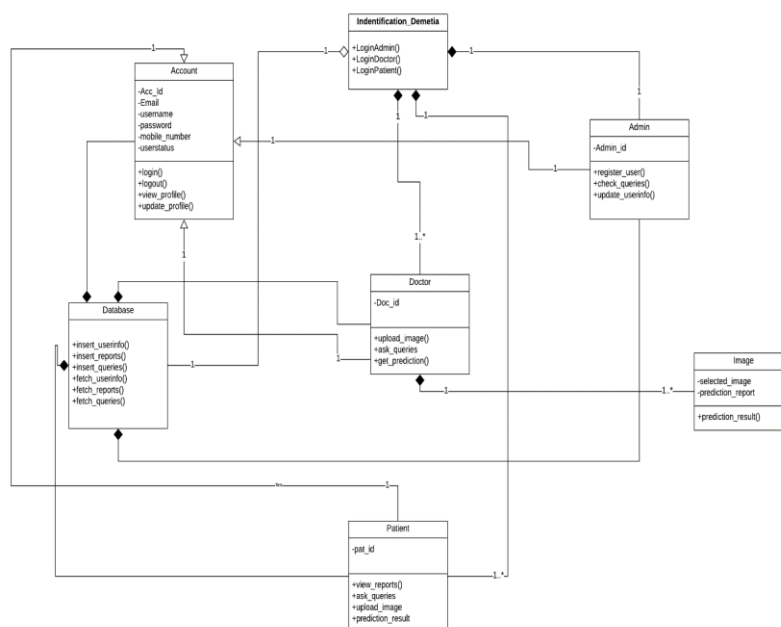 Indentification_Demetia
+LoginAdmin()
+LoginDoctor()
+LoginPatient()
1
1
1
1
1
1
Account
-Acc_Id
-Email
-username
-password
-mobile_number
-userstatus
+login()
+logout()
+view_profile()
+update_profile()
Admin
-Admin_id
+register_user()
+check_queries()
+update_userinfo()
1
1
1..*
1
Doctor
-Doc_id
+upload_image()
+ask_queries
+get_prediction()
Database
+insert_userinfo()
+insert_reports()
+insert_queries()
+fetch_userinfo()
+fetch_reports()
+fetch_queries()
1
1
Image
-selected_image
-prediction_report
+prediction_result()
1
1..*
1
Patient
-pat_id
+view_reports()
+ask_queries
+upload_image
+prediction_result
1..*